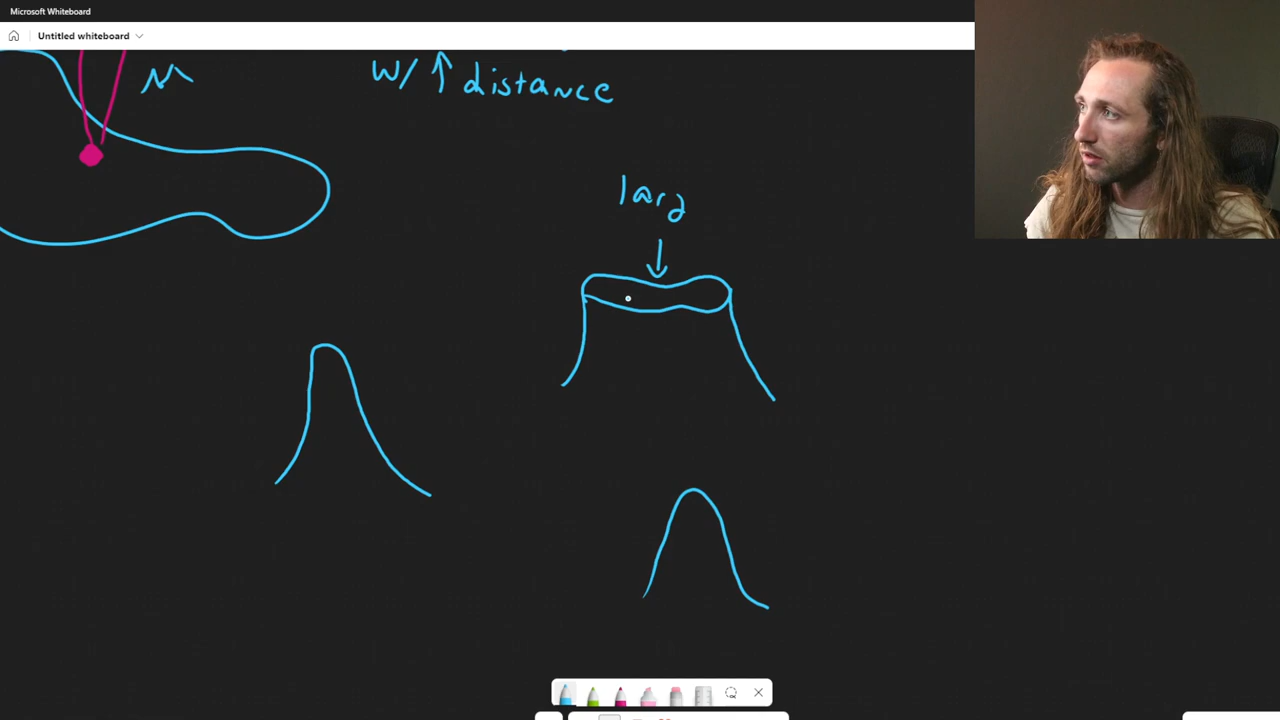 Microsoft Whiteboard
Untitled whiteboard
W/ ↑ distance
larg